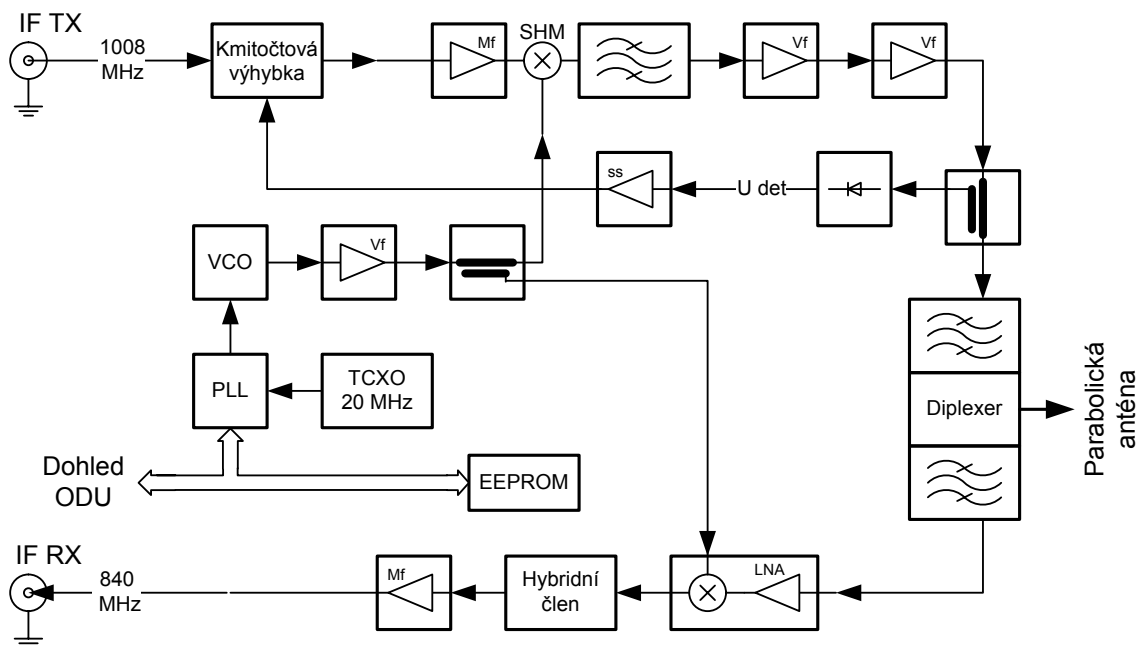 IF TX
1008
MHz
Kmitočtová
výhybka
Mf
SHM
Vf
Vf
ss
U det
VCO
Vf
PLL
TCXO
20 MHz
Diplexer
Parabolická
anténa
Dohled
ODU
EEPROM
IF RX
840
MHz
Mf
Hybridní
člen
LNA